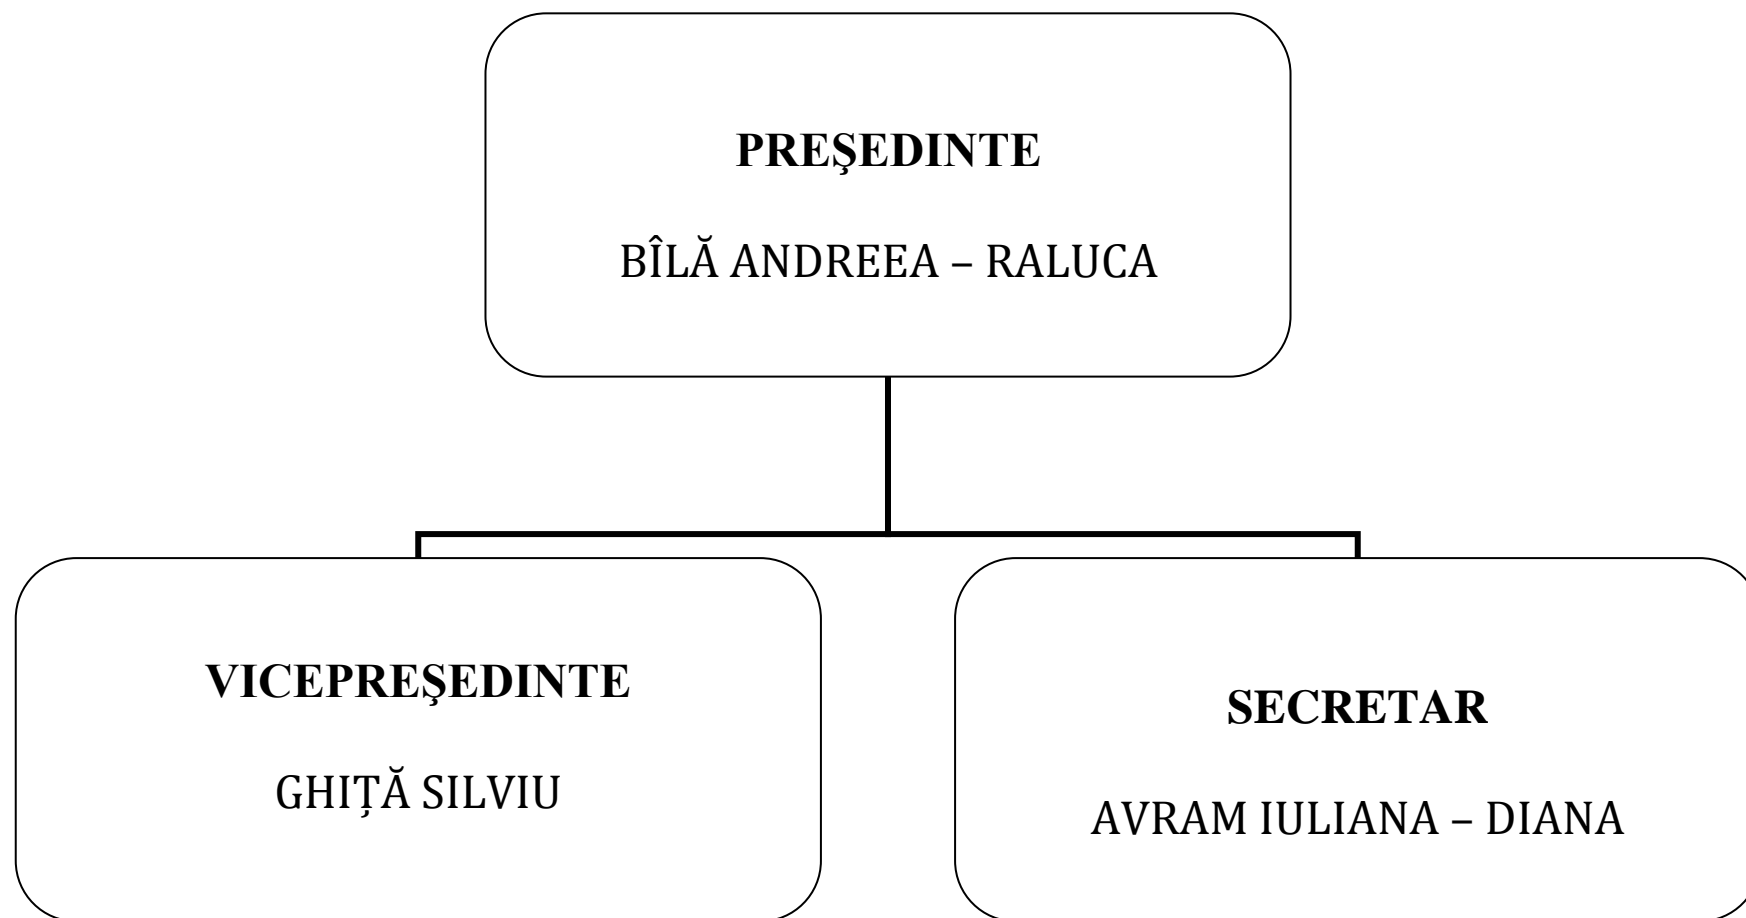 PREŞEDINTE
BÎLĂ ANDREEA – RALUCA
VICEPREŞEDINTE
GHIȚĂ SILVIU
SECRETAR
AVRAM IULIANA – DIANA